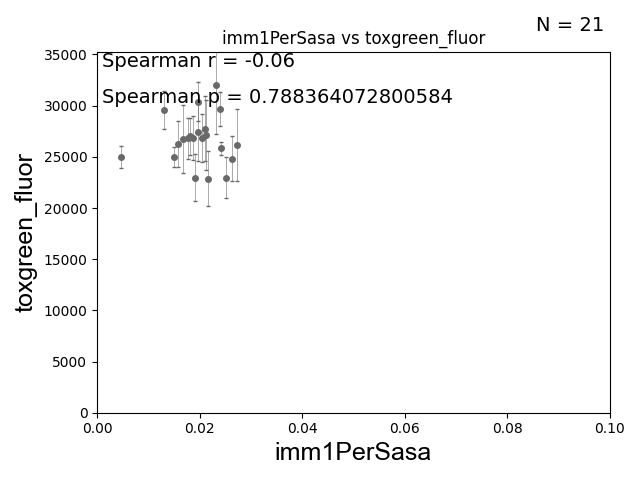 N = 21
imm1PerSasa vs toxgreen_fluor
Spearman r = -0.06
Spearman p = 0.788364072800584
35000
30000
25000
20000
15000
10000
5000
0
toxgreen_fluor
0.00 0.02 0.04 0.06 0.08 0.10
imm1PerSasa